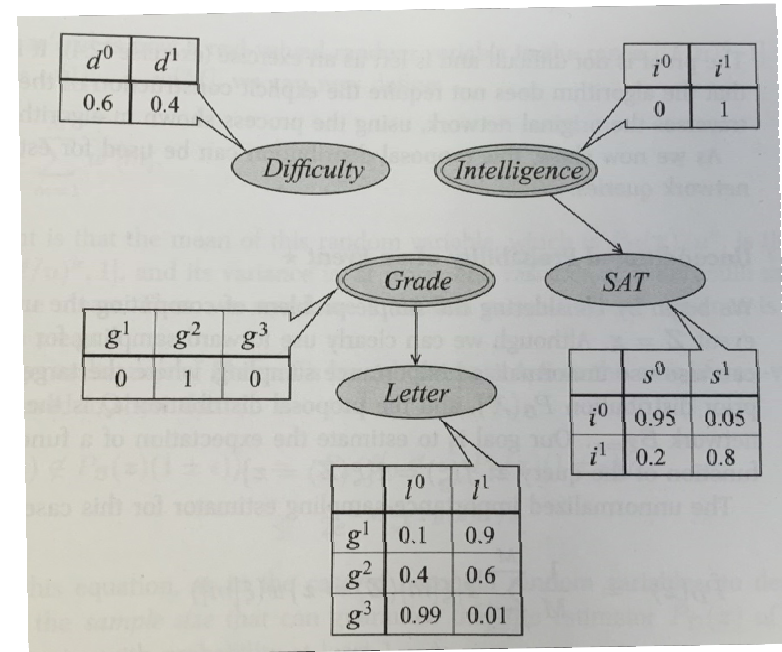 d⁰ d¹
0.6 0.4
i⁰ i¹
0 1
Difficulty
Intelligence
Grade
SAT
g¹ g² g³
0 1 0
Letter
s⁰ s¹
i⁰ 0.95 0.05
i¹ 0.2 0.8
l⁰ l¹
g¹ 0.1 0.9
g² 0.4 0.6
g³ 0.99 0.01